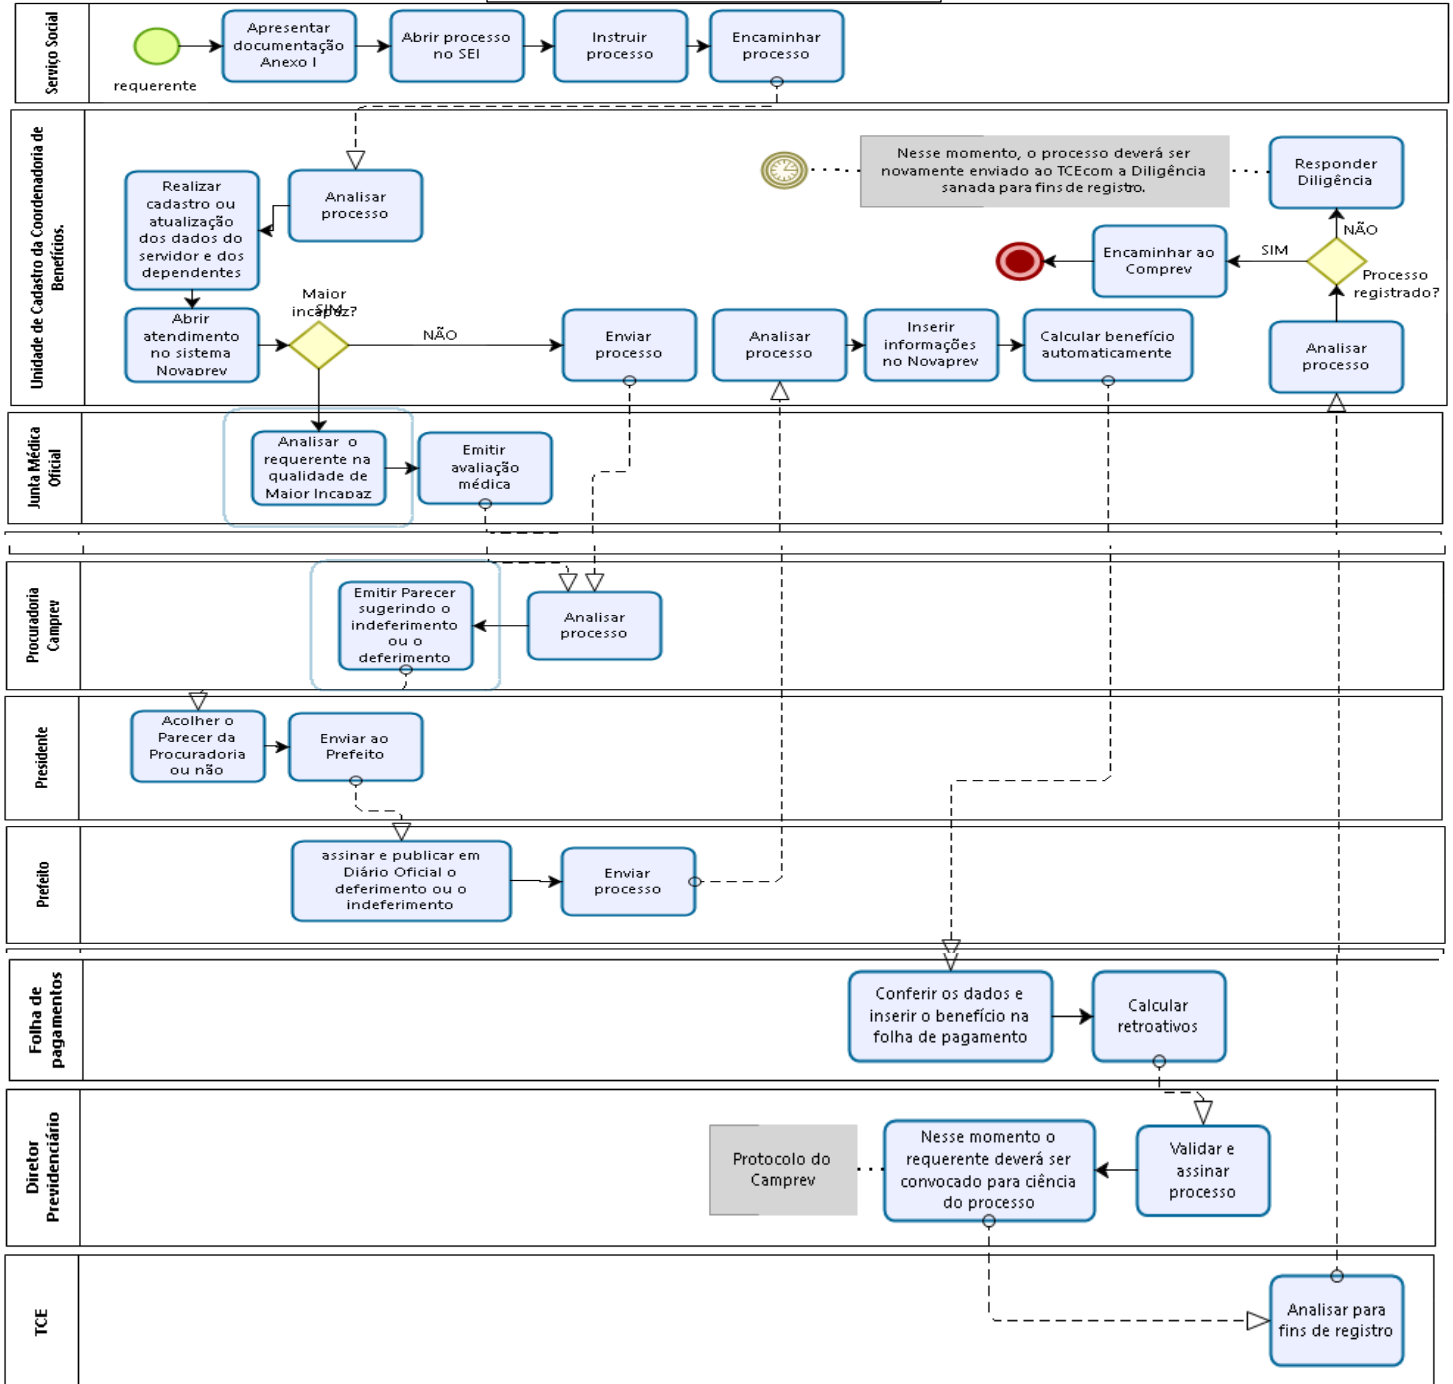 Serviço Social
requerente
Apresentar
documentação
Anexo I
Abrir processo
no SEI
Instruir
processo
Encaminhar
processo
Unidade de Cadastro da Coordenadoria de
Benefícios.
Realizar
cadastro ou
atualização
dos dados do
servidor e dos
dependentes
Analisar
processo
Nesse momento, o processo deverá ser
novamente enviado ao TCEcom a Diligência
sanada para fins de registro.
Responder
Diligência
NÃO
Encaminhar ao
Comprev
SIM
Processo
registrado?
Abrir
atendimento
no sistema
Novaprev
Maior
incapaz?
SIM
NÃO
Enviar
processo
Analisar
processo
Inserir
informações
no Novaprev
Calcular benefício
automaticamente
Analisar
processo
Junta Médica
Oficial
Analisar o
requerente na
qualidade de
Maior Incapaz
Emitir
avaliação
médica
Procuradoria
Camprev
Emitir Parecer
sugerindo o
indeferimento
ou o
deferimento
Analisar
processo
Presidente
Acolher o
Parecer da
Procuradoria
ou não
Enviar ao
Prefeito
Prefeito
assinar e publicar em
Diário Oficial o
deferimento ou o
indeferimento
Enviar
processo
Folha de
pagamentos
Conferir os dados e
inserir o benefício na
folha de pagamento
Calcular
retroativos
Diretor
Previdenciário
Protocolo do
Camprev
Nesse momento o
requerente deverá ser
convocado para ciência
do processo
Validar e
assinar
processo
TCE
Analisar para
fins de registro